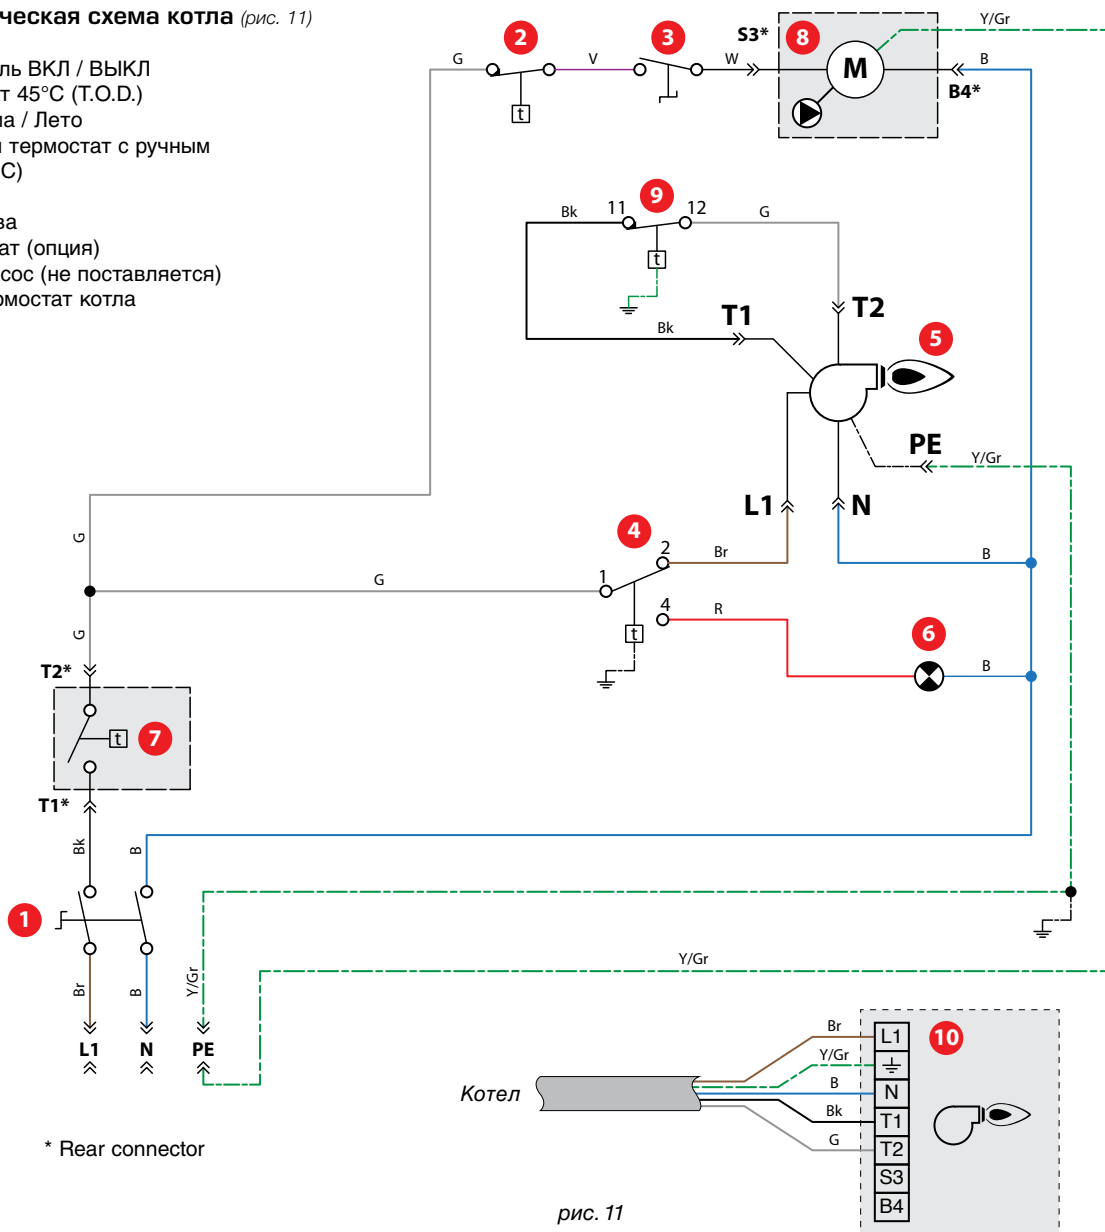 ческая схема котла (рис. 11)
ль ВКЛ / ВЫКЛ
т 45°C (T.O.D.)
а / Лето
термостат с ручным
C)
ва
ат (опция)
сос (не поставляется)
рмостат котла
2
3
S3*
8
Y/Gr
G
V
W
M
B
B4*
t
9
Bk
11
12
G
t
T1
T2
Bk
5
PE
Y/Gr
L1
N
4
2
Br
B
G
1
G
4
R
t
6
B
G
T2*
7
t
T1*
Bk
B
1
Br
B
Y/Gr
Y/Gr
L1
N
PE
Br
L1
10
Y/Gr
Котел
B
N
Bk
T1
G
T2
S3
B4
* Rear connector
рис. 11